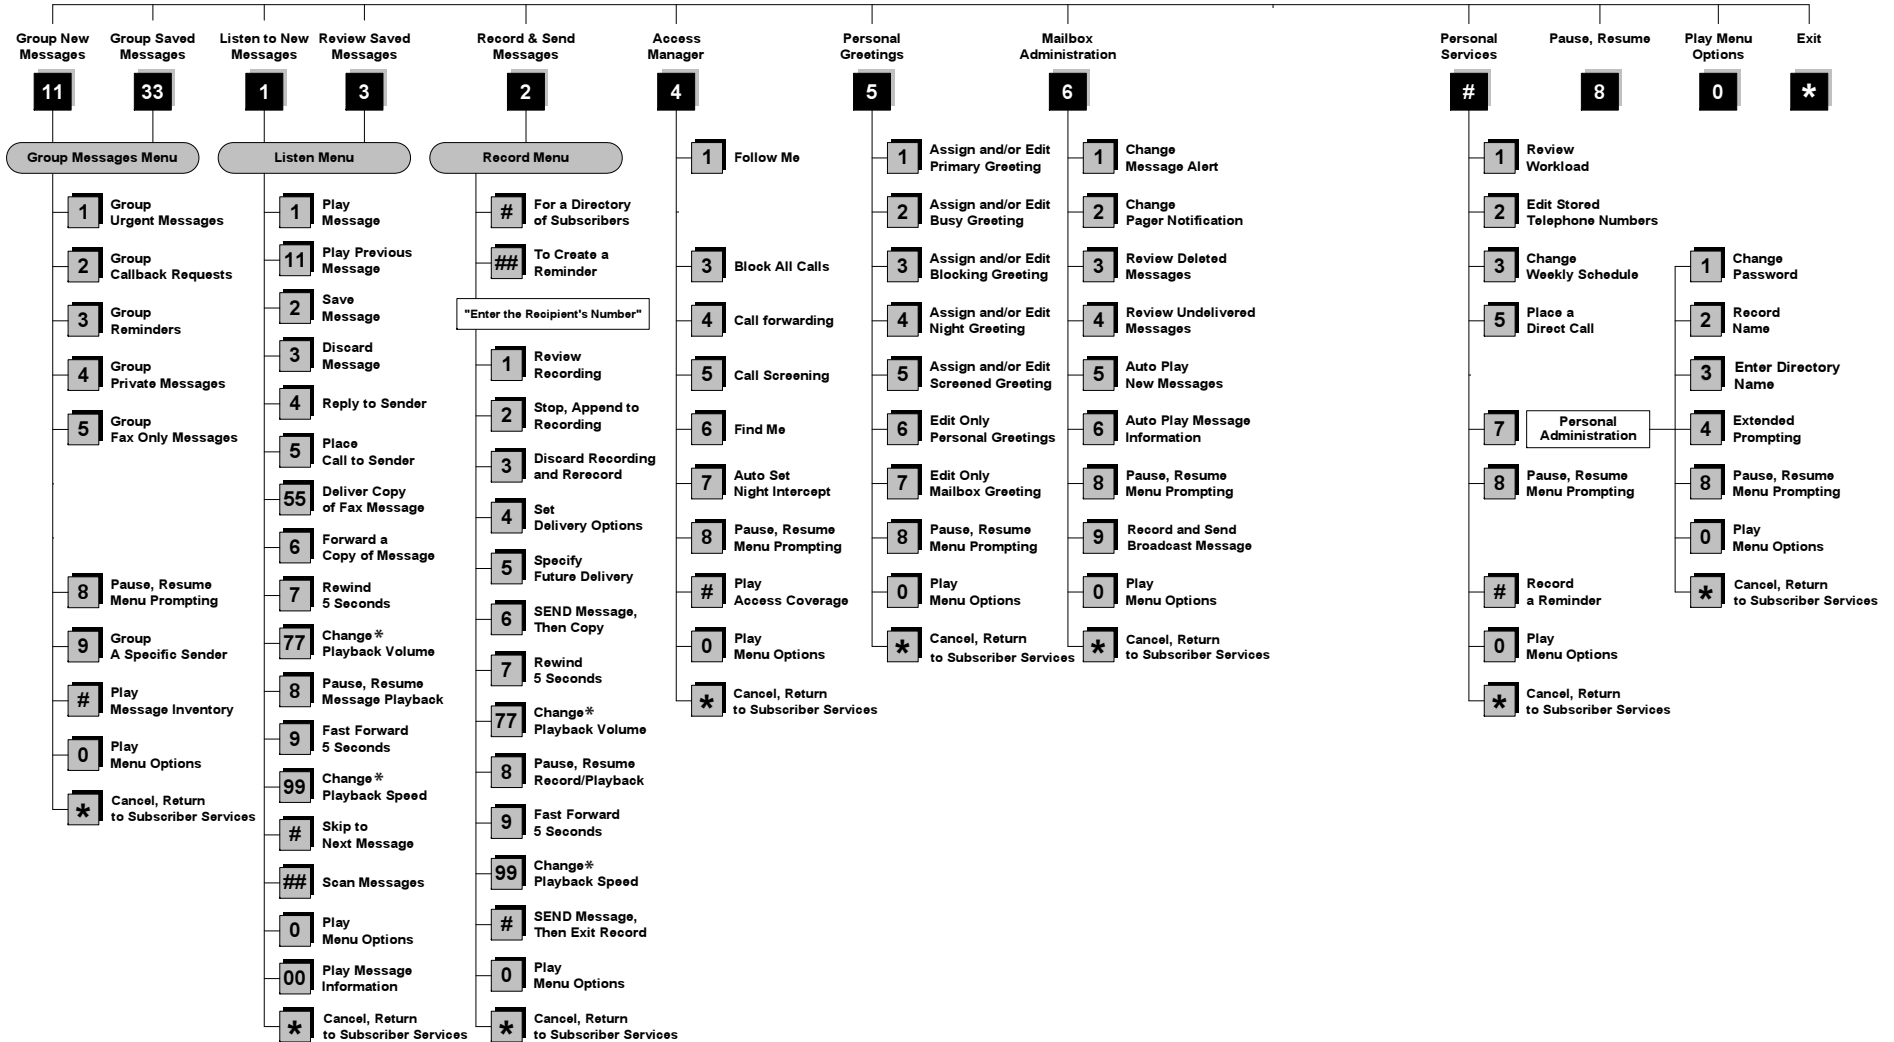 Group New
Messages
11
Group Saved
Messages
33
Listen to New
Messages
1
Review Saved
Messages
3
Record & Send
Messages
2
Access
Manager
4
Personal
Greetings
5
Mailbox
Administration
6
Personal
Services
#
Pause, Resume
8
Play Menu
Options
0
Exit
*
Group Messages Menu
1
Group
Urgent Messages
2
Group
Callback Requests
3
Group
Reminders
4
Group
Private Messages
5
Group
Fax Only Messages
8
Pause, Resume
Menu Prompting
9
Group
A Specific Sender
#
Play
Message Inventory
0
Play
Menu Options
*
Cancel, Return
to Subscriber Services
Listen Menu
1
Play
Message
11
Play Previous
Message
2
Save
Message
3
Discard
Message
4
Reply to Sender
5
Place
Call to Sender
55
Deliver Copy
of Fax Message
6
Forward a
Copy of Message
7
Rewind
5 Seconds
77
Change*
Playback Volume
8
Pause, Resume
Message Playback
9
Fast Forward
5 Seconds
99
Change*
Playback Speed
#
Skip to
Next Message
##
Scan Messages
0
Play
Menu Options
00
Play Message
Information
*
Cancel, Return
to Subscriber Services
Record Menu
#
For a Directory
of Subscribers
##
To Create a
Reminder
"Enter the Recipient's Number"
1
Review
Recording
2
Stop, Append to
Recording
3
Discard Recording
and Rerecord
4
Set
Delivery Options
5
Specify
Future Delivery
6
SEND Message,
Then Copy
7
Rewind
5 Seconds
77
Change*
Playback Volume
8
Pause, Resume
Record/Playback
9
Fast Forward
5 Seconds
99
Change*
Playback Speed
#
SEND Message,
Then Exit Record
0
Play
Menu Options
*
Cancel, Return
to Subscriber Services
1
Follow Me
3
Block All Calls
4
Call forwarding
5
Call Screening
6
Find Me
7
Auto Set
Night Intercept
8
Pause, Resume
Menu Prompting
#
Play
Access Coverage
0
Play
Menu Options
*
Cancel, Return
to Subscriber Services
1
Assign and/or Edit
Primary Greeting
2
Assign and/or Edit
Busy Greeting
3
Assign and/or Edit
Blocking Greeting
4
Assign and/or Edit
Night Greeting
5
Assign and/or Edit
Screened Greeting
6
Edit Only
Personal Greetings
7
Edit Only
Mailbox Greeting
8
Pause, Resume
Menu Prompting
0
Play
Menu Options
*
Cancel, Return
to Subscriber Services
1
Change
Message Alert
2
Change
Pager Notification
3
Review Deleted
Messages
4
Review Undelivered
Messages
5
Auto Play
New Messages
6
Auto Play Message
Information
8
Pause, Resume
Menu Prompting
9
Record and Send
Broadcast Message
0
Play
Menu Options
*
Cancel, Return
to Subscriber Services
1
Review
Workload
2
Edit Stored
Telephone Numbers
3
Change
Weekly Schedule
5
Place a
Direct Call
7
Personal
Administration
8
Pause, Resume
Menu Prompting
#
Record
a Reminder
0
Play
Menu Options
*
Cancel, Return
to Subscriber Services
1
Change
Password
2
Record
Name
3
Enter Directory
Name
4
Extended
Prompting
8
Pause, Resume
Menu Prompting
0
Play
Menu Options
*
Cancel, Return
to Subscriber Services